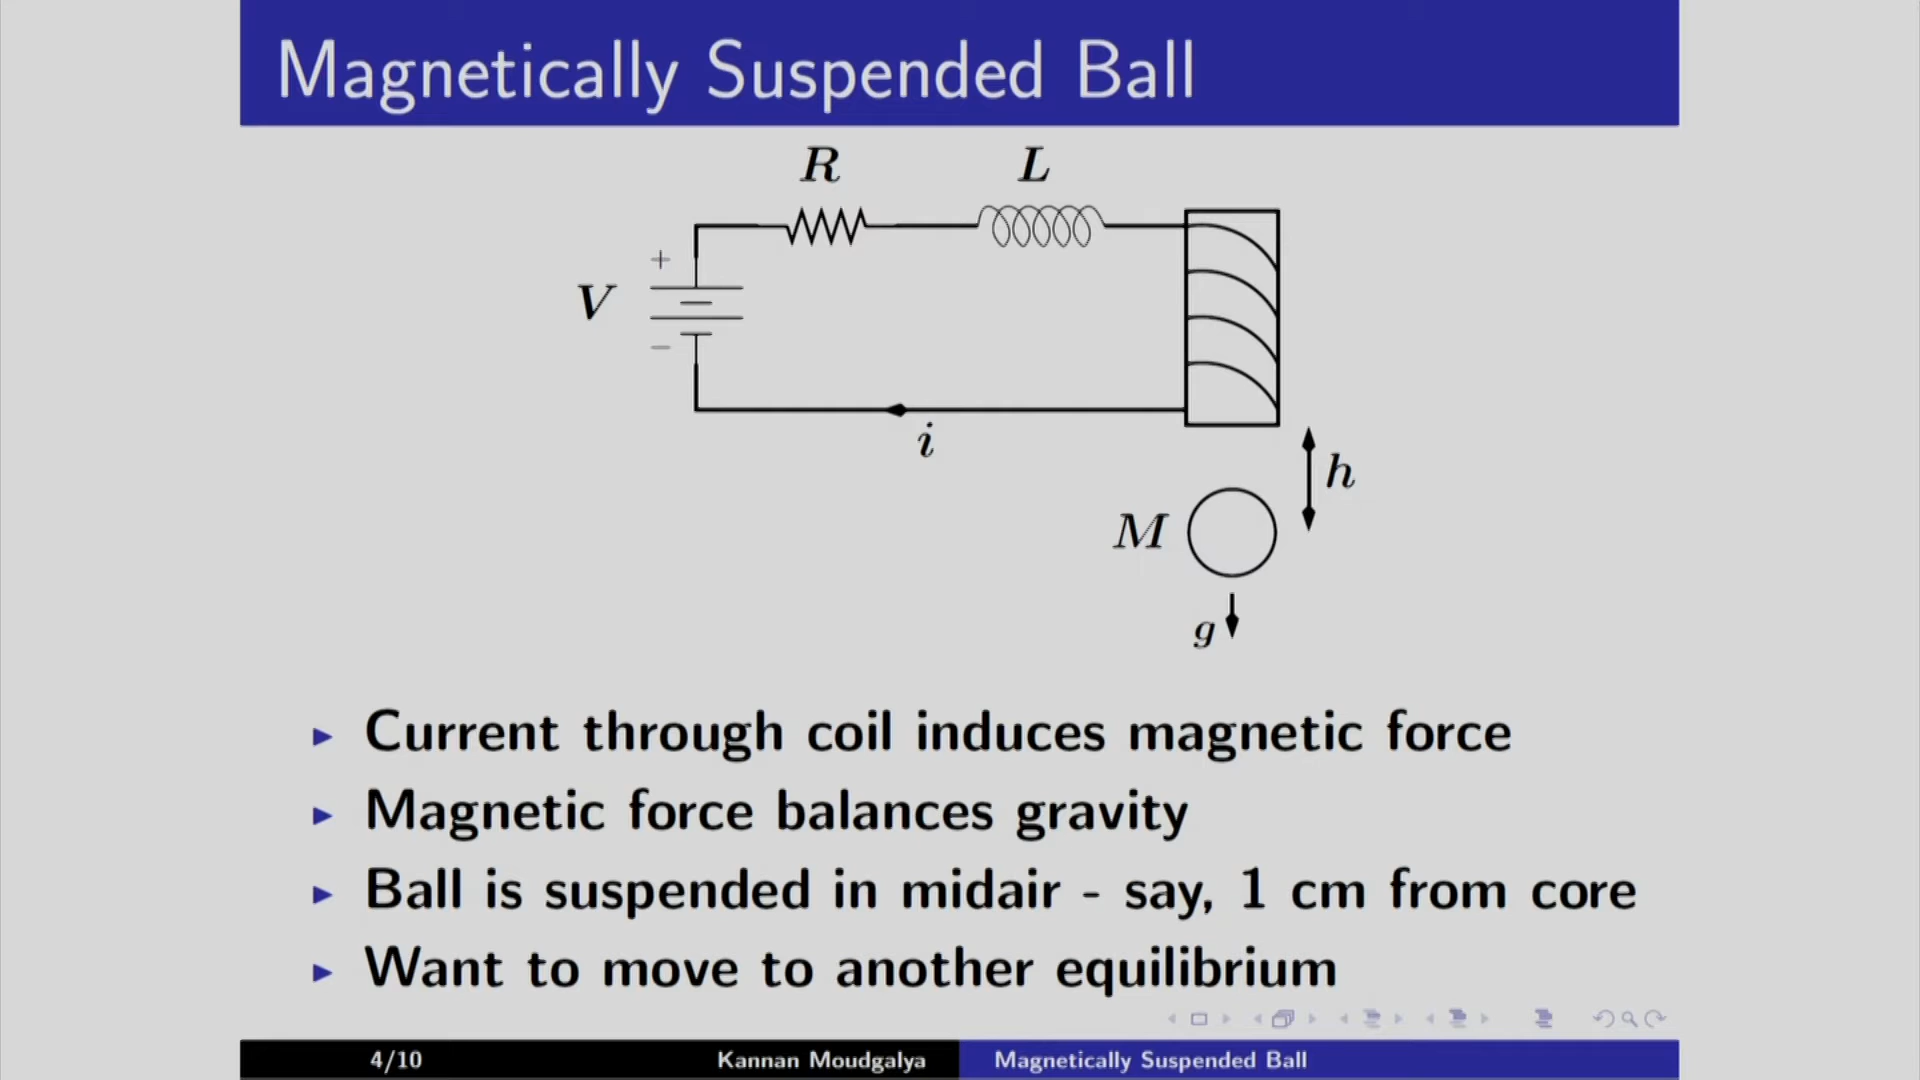 Magnetically Suspended Ball
R
L
+
V
−
i
h
M
g
Current through coil induces magnetic force
Magnetic force balances gravity
Ball is suspended in midair - say, 1 cm from core
Want to move to another equilibrium
4/10 Kannan Moudgalya Magnetically Suspended Ball